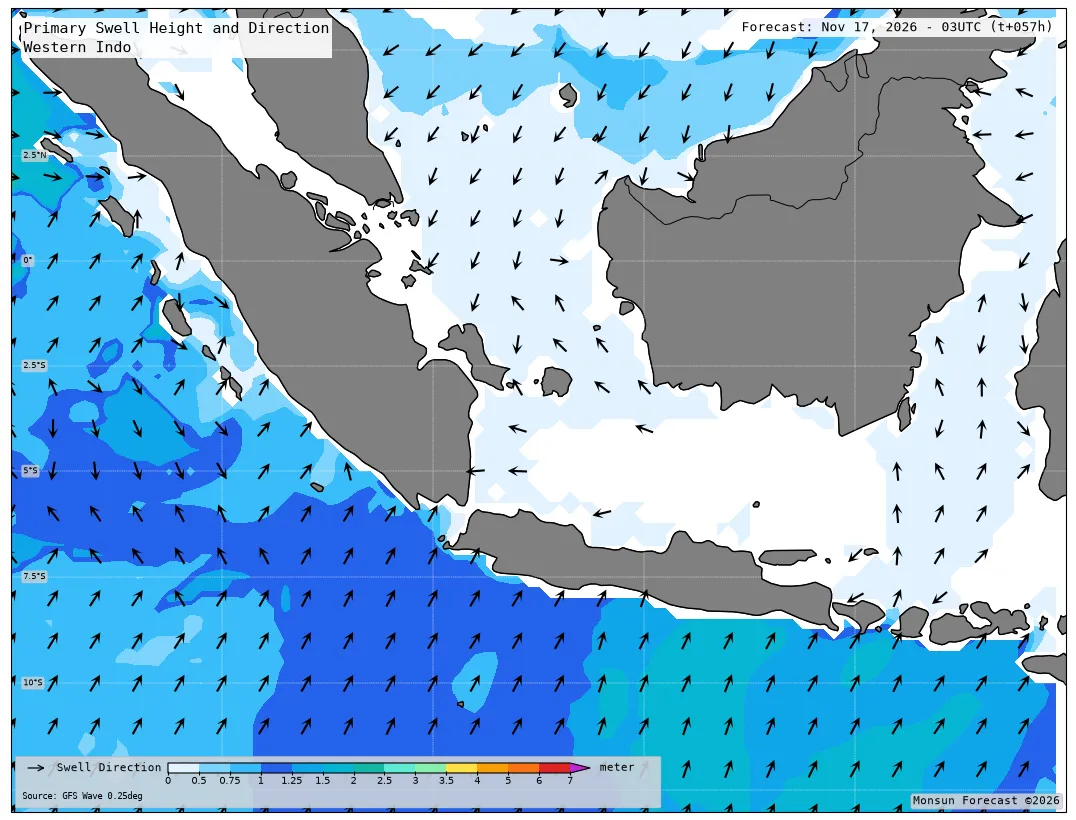 Primary Swell Height and Direction
Western Indo
Forecast: Nov 17, 2026 - 03UTC (t+057h)
2.5°N
0°
2.5°S
5°S
7.5°S
10°S
Swell Direction
0 0.5 0.75 1 1.25 1.5 2 2.5 3 3.5 4 5 6 7
meter
Source: GFS Wave 0.25deg
Monsun Forecast ©2026